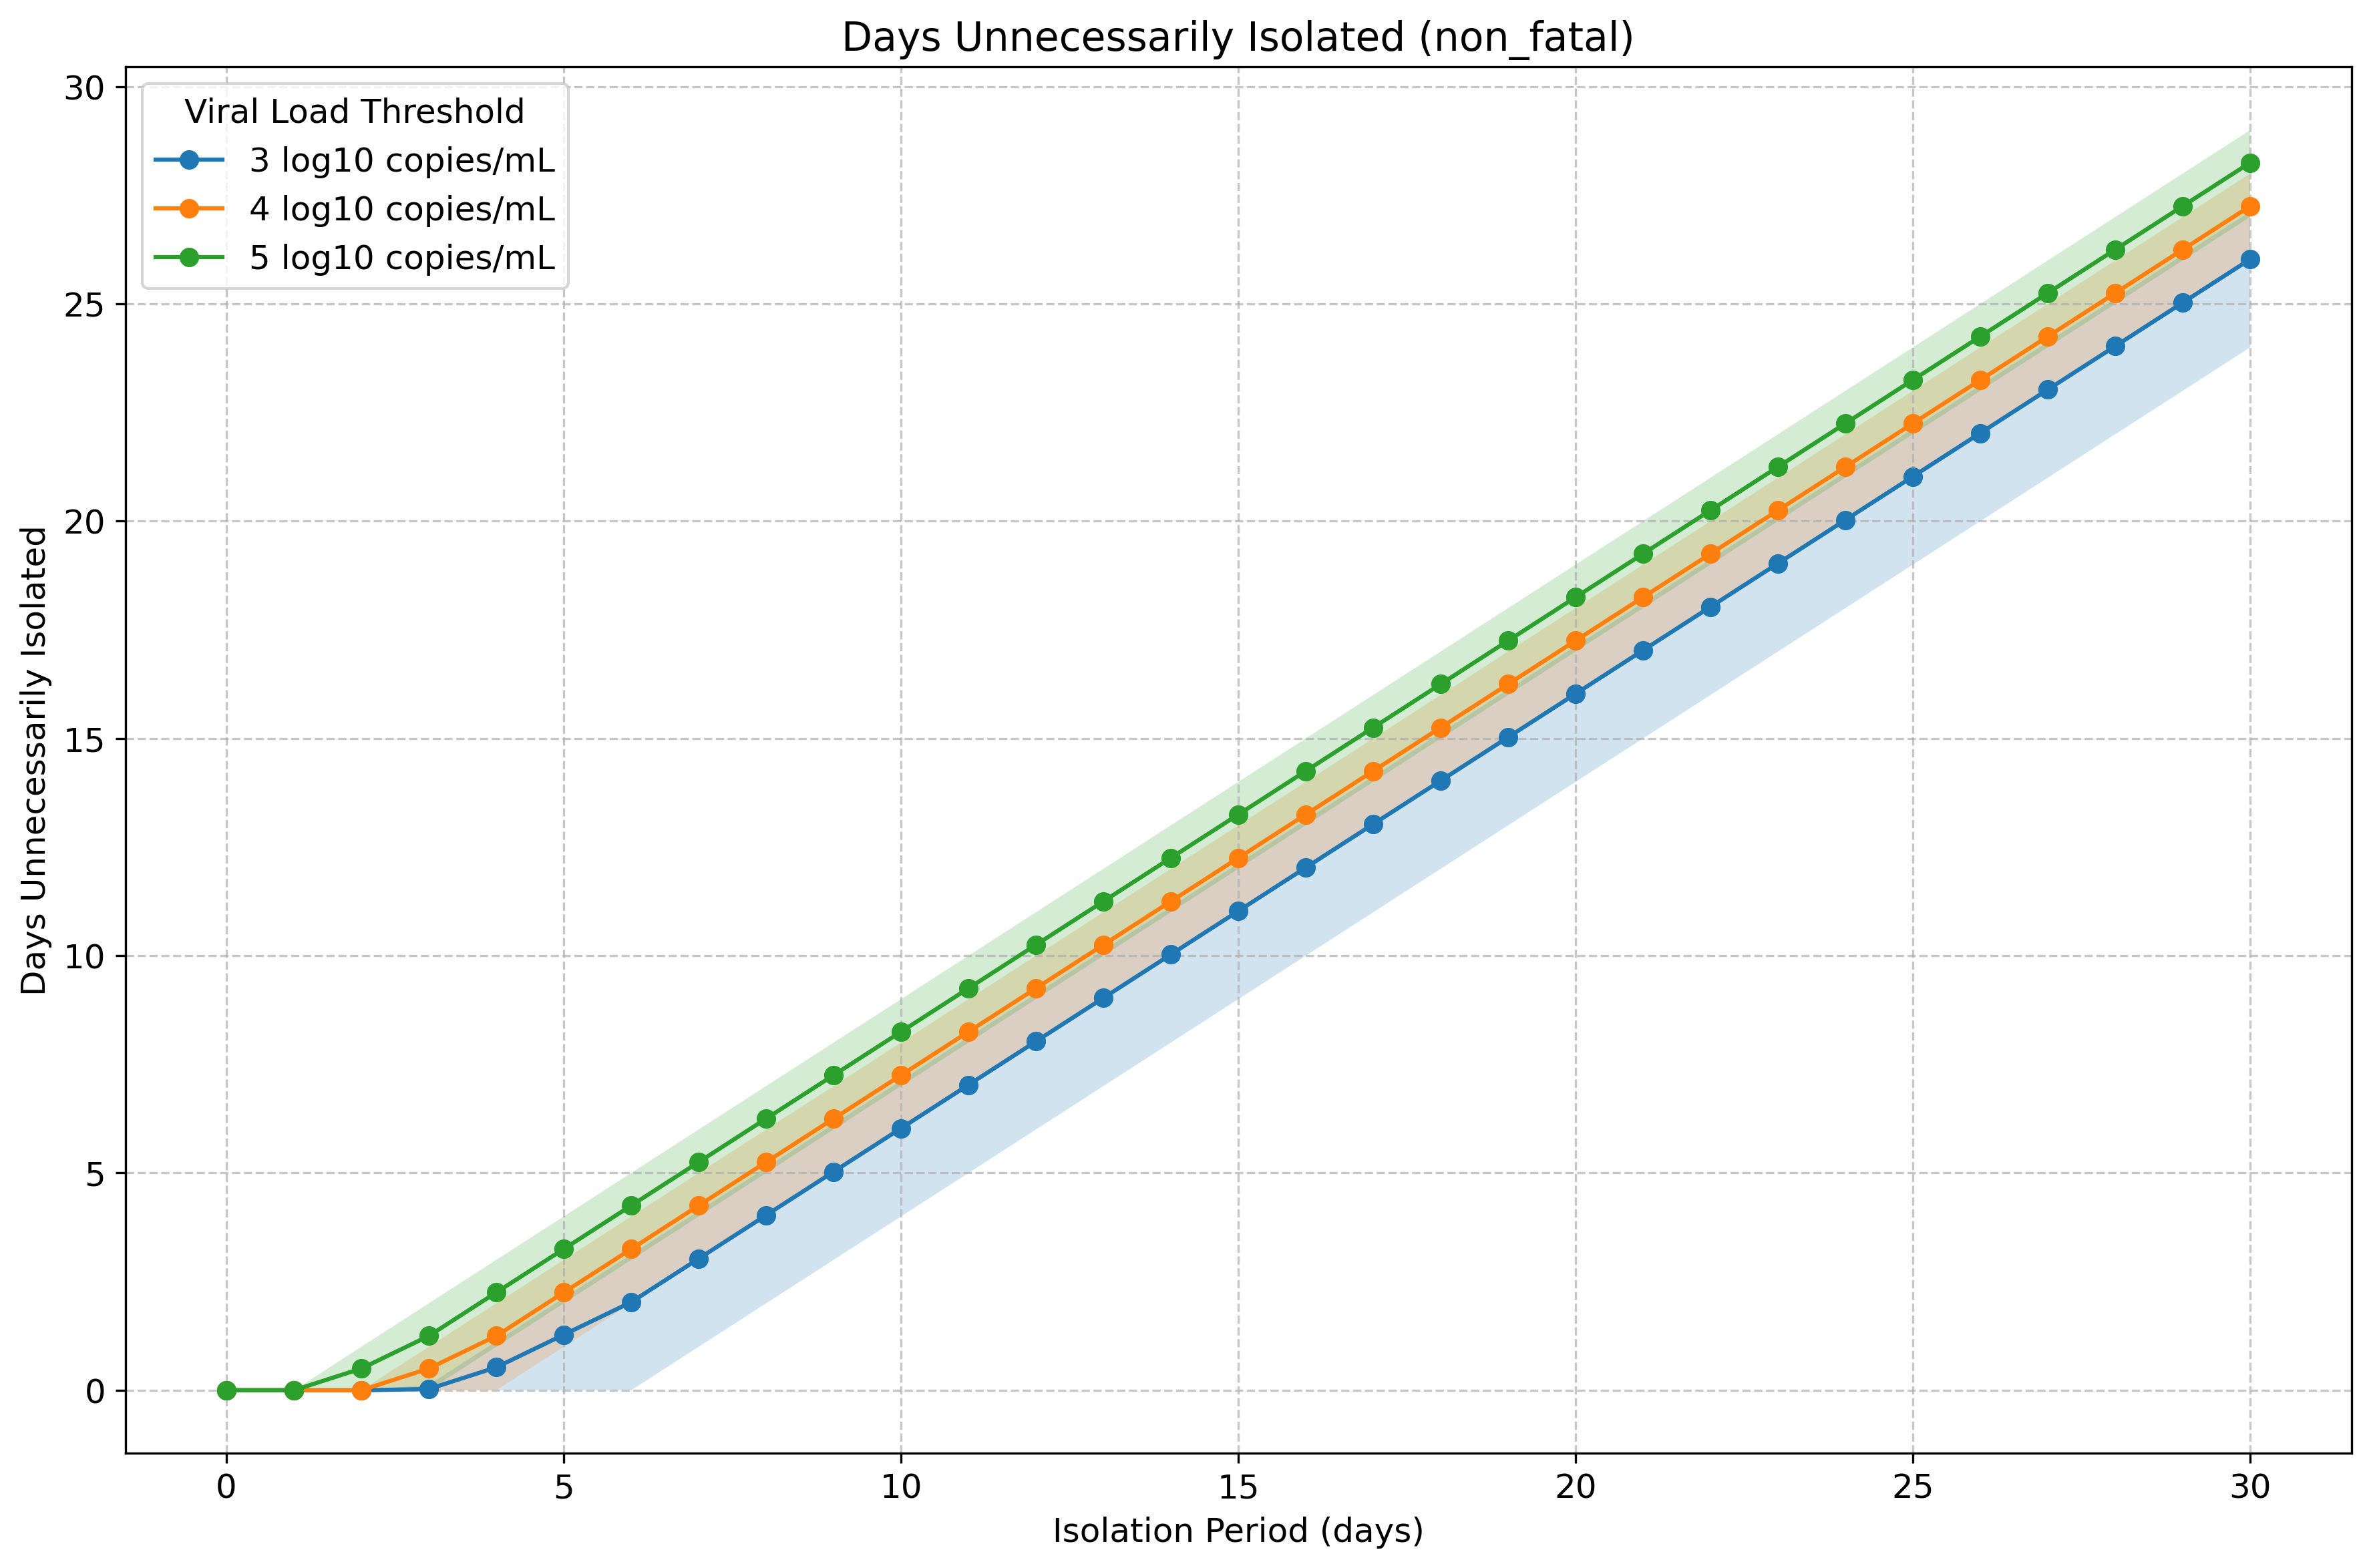 Days Unnecessarily Isolated (non_fatal)
Viral Load Threshold
3 log10 copies/mL
4 log10 copies/mL
5 log10 copies/mL
Days Unnecessarily Isolated
30
25
20
15
10
5
0
0 5 10 15 20 25 30
Isolation Period (days)